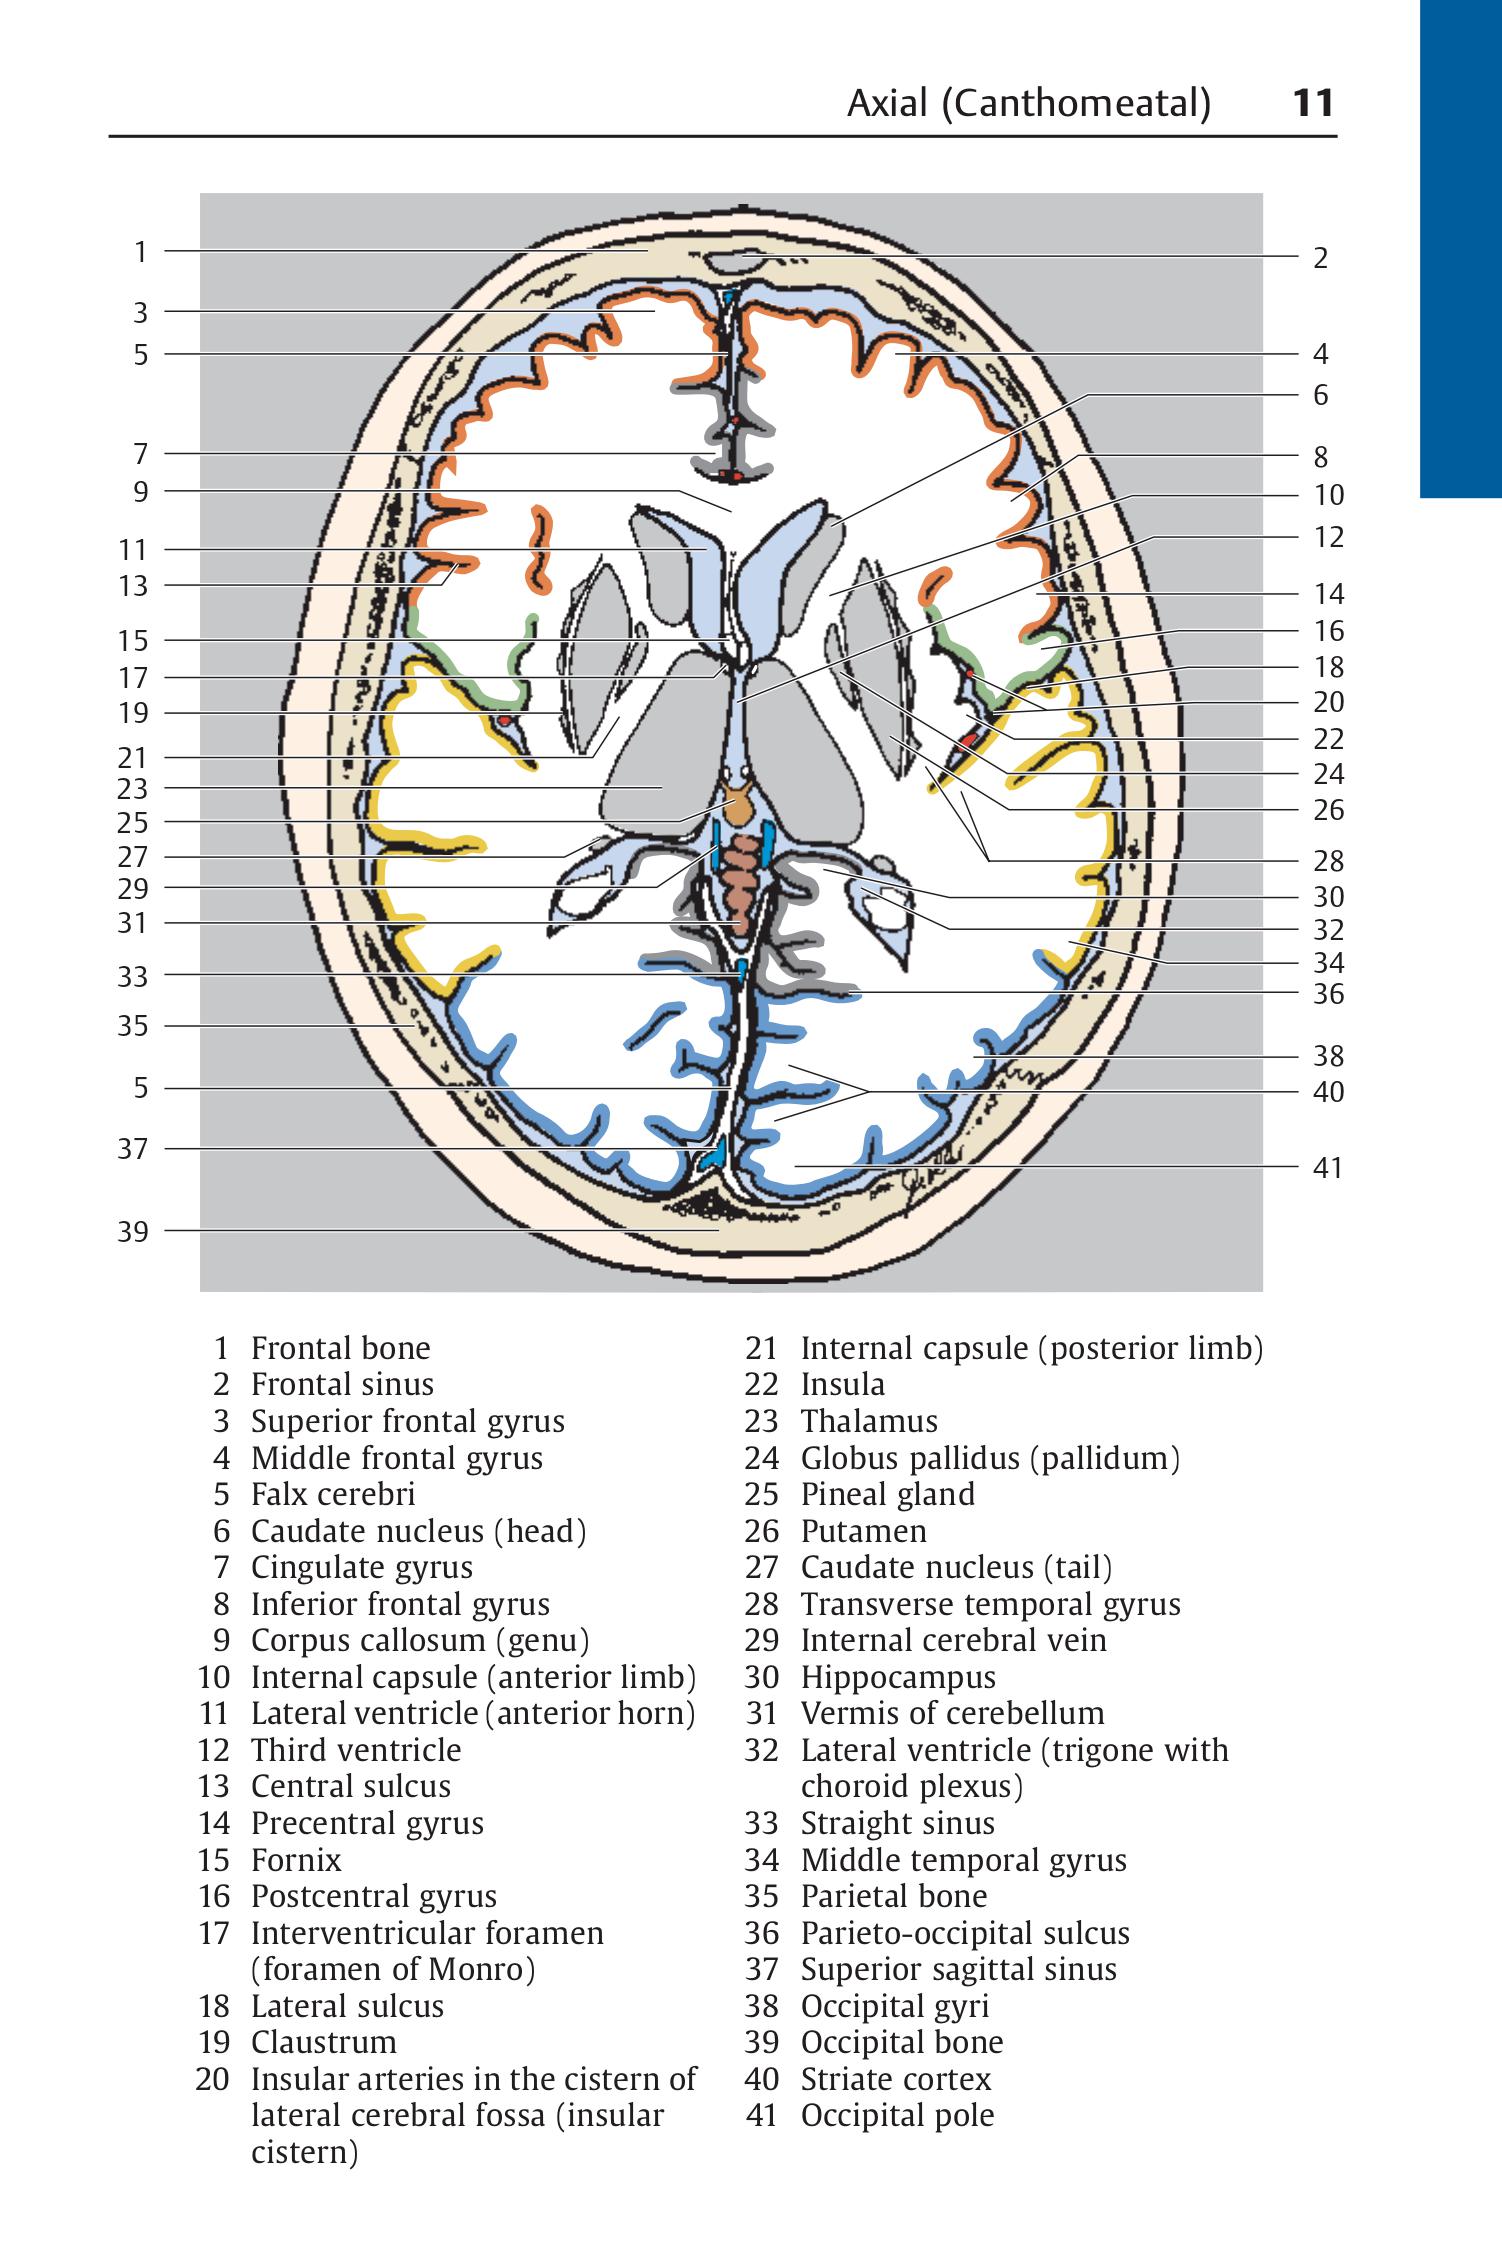 Axial (Canthomeatal) 11
1
2
3
5
4
6
7
8
9
10
11
12
13
14
15
16
17
18
19
20
21
22
23
24
25
26
27
28
29
30
31
32
33
34
35
36
5
38
40
37
41
39
1 Frontal bone
2 Frontal sinus
3 Superior frontal gyrus
4 Middle frontal gyrus
5 Falx cerebri
6 Caudate nucleus (head)
7 Cingulate gyrus
8 Inferior frontal gyrus
9 Corpus callosum (genu)
10 Internal capsule (anterior limb)
11 Lateral ventricle (anterior horn)
12 Third ventricle
13 Central sulcus
14 Precentral gyrus
15 Fornix
16 Postcentral gyrus
17 Interventricular foramen
(foramen of Monro)
18 Lateral sulcus
19 Claustrum
20 Insular arteries in the cistern of
lateral cerebral fossa (insular
cistern)
21 Internal capsule (posterior limb)
22 Insula
23 Thalamus
24 Globus pallidus (pallidum)
25 Pineal gland
26 Putamen
27 Caudate nucleus (tail)
28 Transverse temporal gyrus
29 Internal cerebral vein
30 Hippocampus
31 Vermis of cerebellum
32 Lateral ventricle (trigone with
choroid plexus)
33 Straight sinus
34 Middle temporal gyrus
35 Parietal bone
36 Parieto-occipital sulcus
37 Superior sagittal sinus
38 Occipital gyri
39 Occipital bone
40 Striate cortex
41 Occipital pole